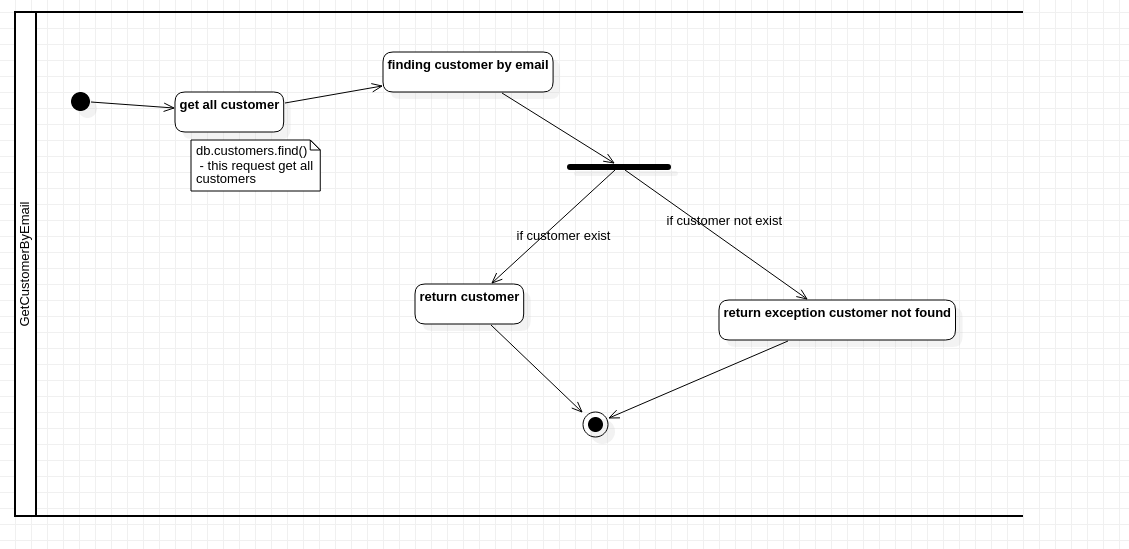 GetCustomerByEmail
finding customer by email
get all customer
db.customers.find()
- this request get all
customers
if customer exist
if customer not exist
return customer
return exception customer not found